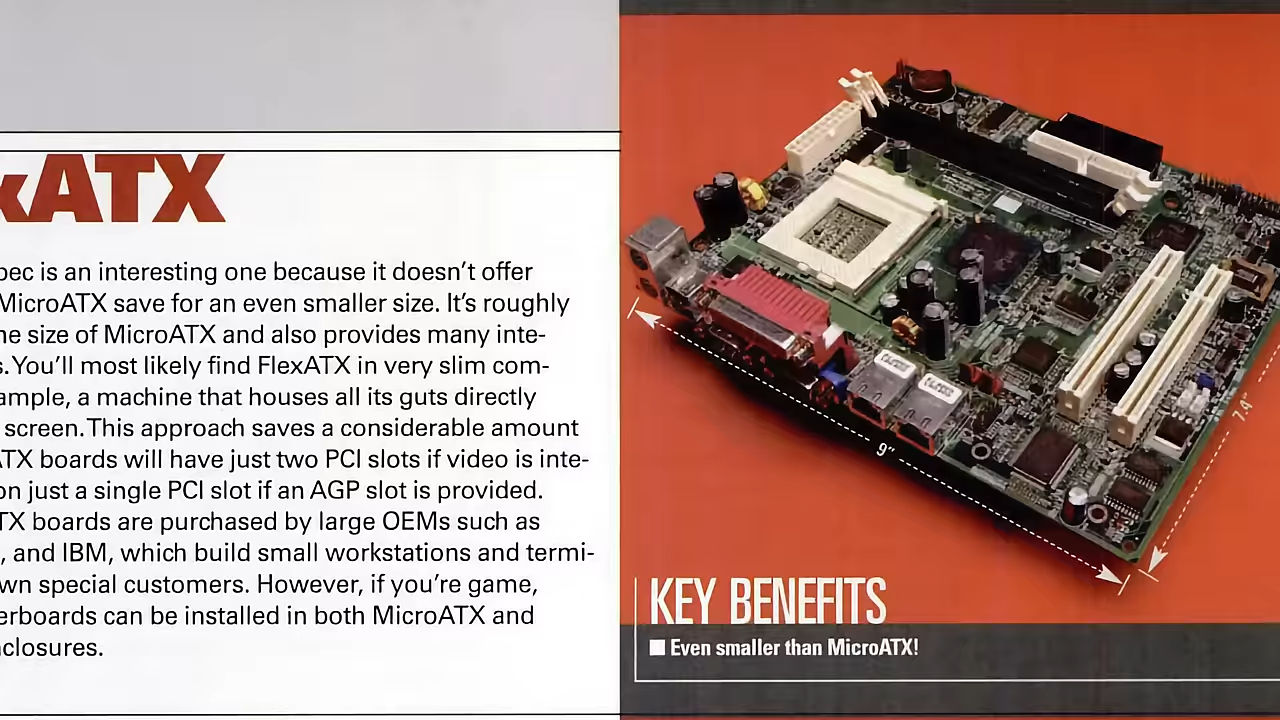 xATX
pec is an interesting one because it doesn't offer
MicroATX save for an even smaller size. It's roughly
he size of MicroATX and also provides many inte-
s. You'll most likely find FlexATX in very slim com-
ample, a machine that houses all its guts directly
screen. This approach saves a considerable amount
ATX boards will have just two PCI slots if video is inte-
on just a single PCI slot if an AGP slot is provided.
TX boards are purchased by large OEMs such as
, and IBM, which build small workstations and termi-
wn special customers. However, if you're game,
erboards can be installed in both MicroATX and
closures.
9"
7.4"
KEY BENEFITS
■ Even smaller than MicroATX!